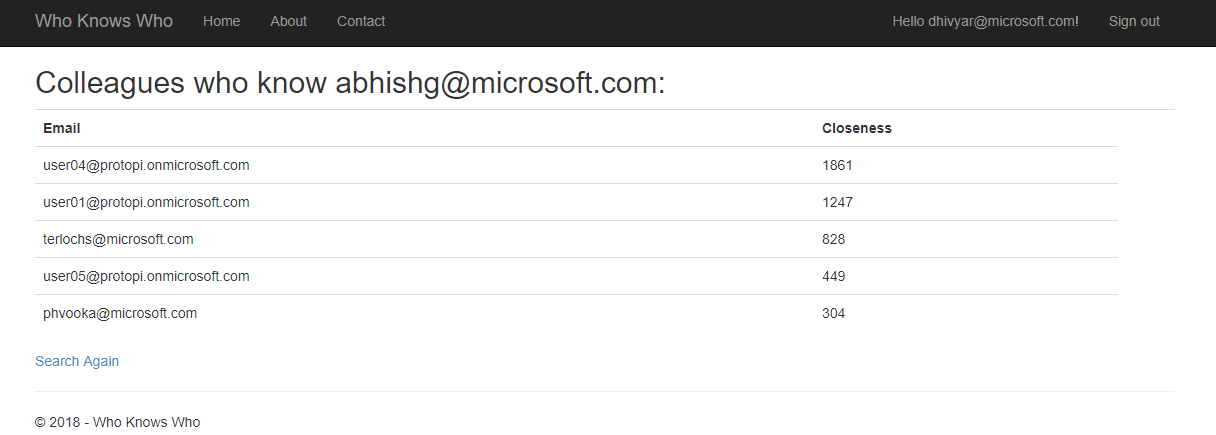 Who Knows Who Home About Contact Hello dhivyar@microsoft.com! Sign out
Colleagues who know abhishg@microsoft.com:
Email Closeness
user04@protopi.onmicrosoft.com 1861
user01@protopi.onmicrosoft.com 1247
terlochs@microsoft.com 828
user05@protopi.onmicrosoft.com 449
phvooka@microsoft.com 304
Search Again
© 2018 - Who Knows Who